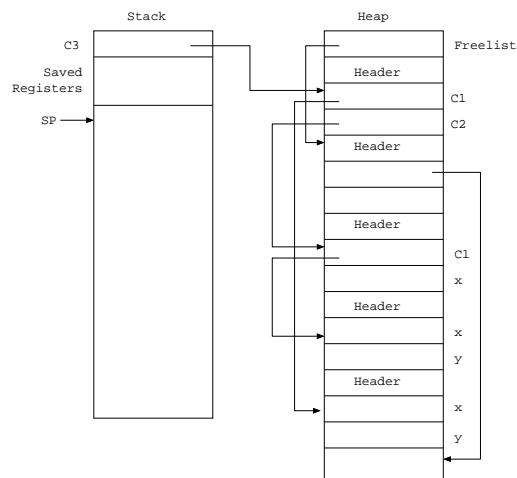 Stack
Heap
C3
Freelist
Header
Saved
Registers
C1
SP
C2
Header
Header
C1
x
Header
x
y
Header
x
y